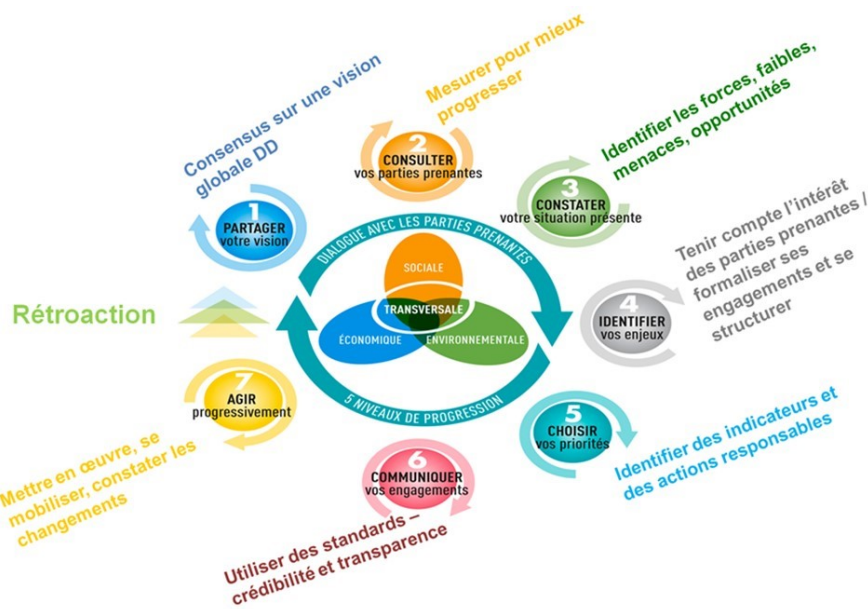 Consensus sur une vision
globale DD
1
PARTAGER
votre vision
Mesurer pour mieux
progresser
2
CONSULTER
vos parties prenantes
Identifier les forces, faibles,
menaces, opportunités
3
CONSTATER
votre situation présente
Tenir compte l’intérêt
des parties prenantes /
formaliser ses
engagements et se
structurer
4
IDENTIFIER
vos enjeux
Identifier des indicateurs et
des actions responsables
5
CHOISIR
vos priorités
Utiliser des standards –
crédibilité et transparence
6
COMMUNIQUER
vos engagements
Mettre en œuvre, se
mobiliser, constater les
changements
7
AGIR
progressivement
Rétroaction
DIALOGUE AVEC LES PARTIES PRENANTES
SOCIALE
TRANSVERSALE
ÉCONOMIQUE
ENVIRONNEMENTALE
5 NIVEAUX DE PROGRESSION